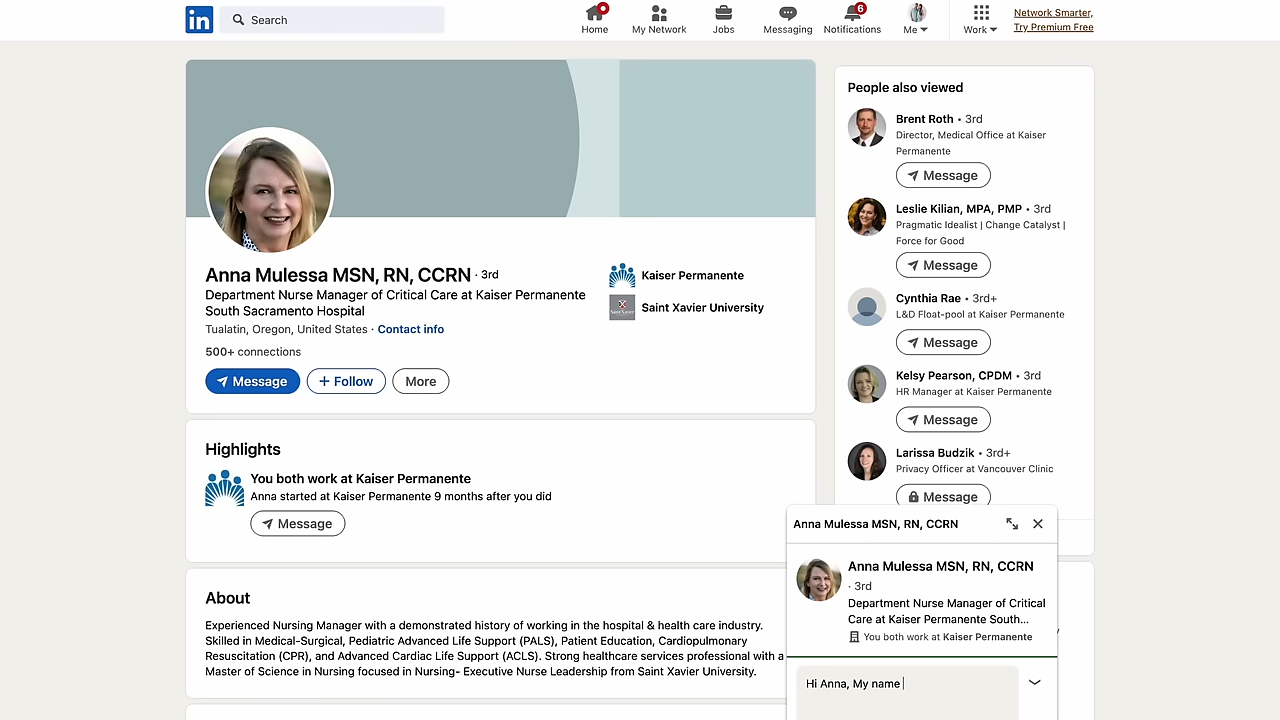 in
Search
Home
My Network
Jobs
Messaging
6
Notifications
Me
Work
Network Smarter,
Try Premium Free
Anna Mulessa MSN, RN, CCRN · 3rd
Department Nurse Manager of Critical Care at Kaiser Permanente
South Sacramento Hospital
Tualatin, Oregon, United States · Contact info
500+ connections
Message
+ Follow
More
Kaiser Permanente
Saint Xavier University
Highlights
You both work at Kaiser Permanente
Anna started at Kaiser Permanente 9 months after you did
Message
About
Experienced Nursing Manager with a demonstrated history of working in the hospital & health care industry.
Skilled in Medical-Surgical, Pediatric Advanced Life Support (PALS), Patient Education, Cardiopulmonary
Resuscitation (CPR), and Advanced Cardiac Life Support (ACLS). Strong healthcare services professional with a
Master of Science in Nursing focused in Nursing- Executive Nurse Leadership from Saint Xavier University.
People also viewed
Brent Roth • 3rd
Director, Medical Office at Kaiser
Permanente
Message
Leslie Kilian, MPA, PMP • 3rd
Pragmatic Idealist | Change Catalyst |
Force for Good
Message
Cynthia Rae • 3rd+
L&D Float-pool at Kaiser Permanente
Message
Kelsy Pearson, CPDM • 3rd
HR Manager at Kaiser Permanente
Message
Larissa Budzik • 3rd+
Privacy Officer at Vancouver Clinic
Message
Anna Mulessa MSN, RN, CCRN
Anna Mulessa MSN, RN, CCRN
· 3rd
Department Nurse Manager of Critical
Care at Kaiser Permanente South...
You both work at Kaiser Permanente
Hi Anna, My name